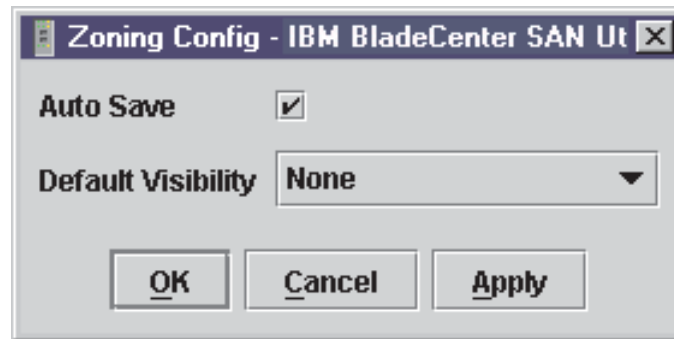 Zoning Config - IBM BladeCenter SAN Ut
Auto Save
Default Visibility None
OK Cancel Apply